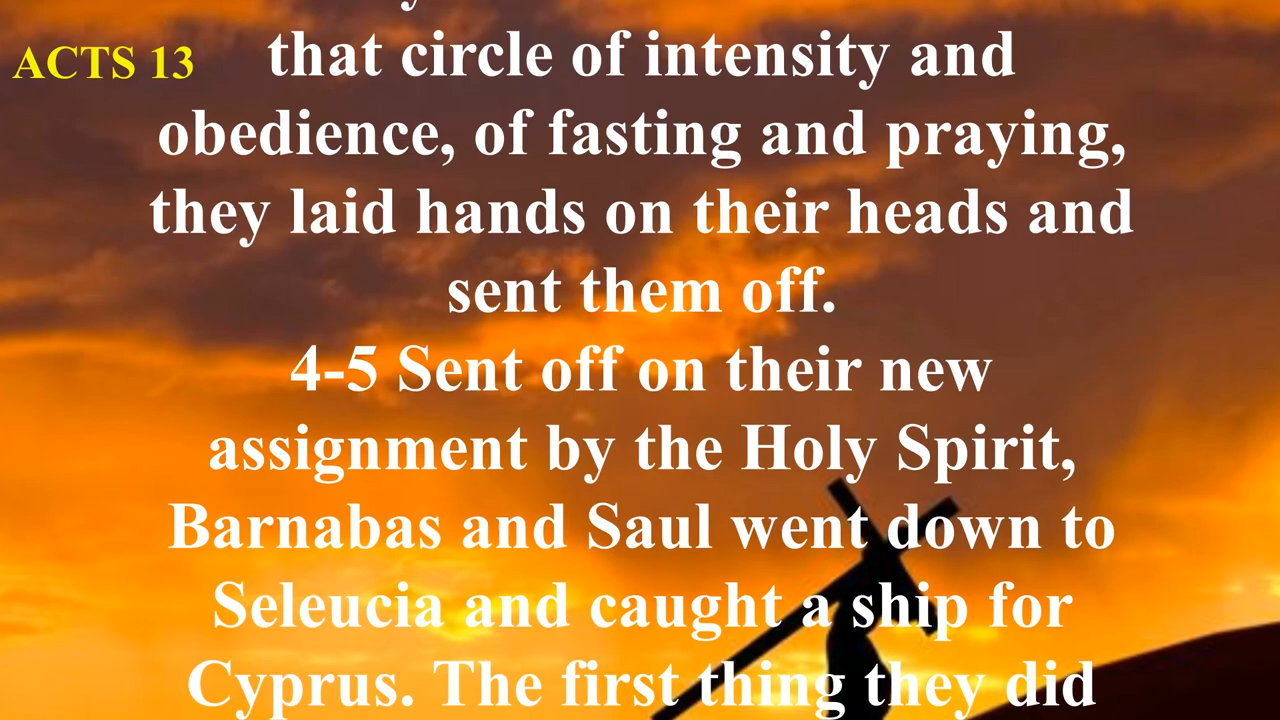 ACTS 13
that circle of intensity and
obedience, of fasting and praying,
they laid hands on their heads and
sent them off.
4-5 Sent off on their new
assignment by the Holy Spirit,
Barnabas and Saul went down to
Seleucia and caught a ship for
Cyprus. The first thing they did